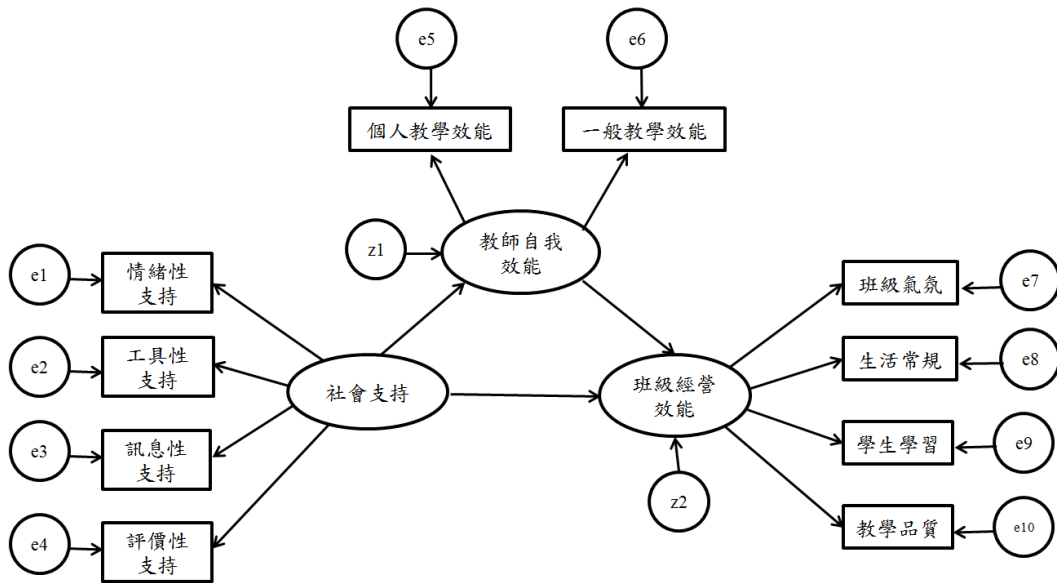 e5
e6
個人教學效能
一般教學效能
z1
教師自我
效能
e1
情緒性
支持
e2
工具性
支持
e3
訊息性
支持
e4
評價性
支持
社會支持
班級經營
效能
z2
班級氣氛
e7
生活常規
e8
學生學習
e9
教學品質
e10